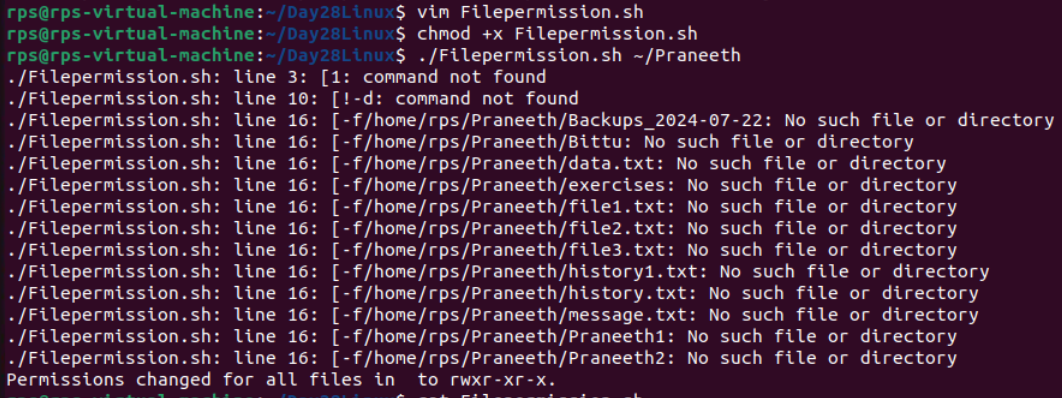 rps@rps-virtual-machine:~/Day28Linux$ vim Filepermission.sh
rps@rps-virtual-machine:~/Day28Linux$ chmod +x Filepermission.sh
rps@rps-virtual-machine:~/Day28Linux$ ./Filepermission.sh ~/Praneeth
./Filepermission.sh: line 3: [1: command not found
./Filepermission.sh: line 10: [!-d: command not found
./Filepermission.sh: line 16: [-f/home/rps/Praneeth/Backups_2024-07-22: No such file or directory
./Filepermission.sh: line 16: [-f/home/rps/Praneeth/Bittu: No such file or directory
./Filepermission.sh: line 16: [-f/home/rps/Praneeth/data.txt: No such file or directory
./Filepermission.sh: line 16: [-f/home/rps/Praneeth/exercises: No such file or directory
./Filepermission.sh: line 16: [-f/home/rps/Praneeth/file1.txt: No such file or directory
./Filepermission.sh: line 16: [-f/home/rps/Praneeth/file2.txt: No such file or directory
./Filepermission.sh: line 16: [-f/home/rps/Praneeth/file3.txt: No such file or directory
./Filepermission.sh: line 16: [-f/home/rps/Praneeth/history1.txt: No such file or directory
./Filepermission.sh: line 16: [-f/home/rps/Praneeth/history.txt: No such file or directory
./Filepermission.sh: line 16: [-f/home/rps/Praneeth/message.txt: No such file or directory
./Filepermission.sh: line 16: [-f/home/rps/Praneeth/Praneeth1: No such file or directory
./Filepermission.sh: line 16: [-f/home/rps/Praneeth/Praneeth2: No such file or directory
Permissions changed for all files in  to rwxr-xr-x.
rps@rps-virtual-machine:~/Day28Linux$ cat Filepermission.sh